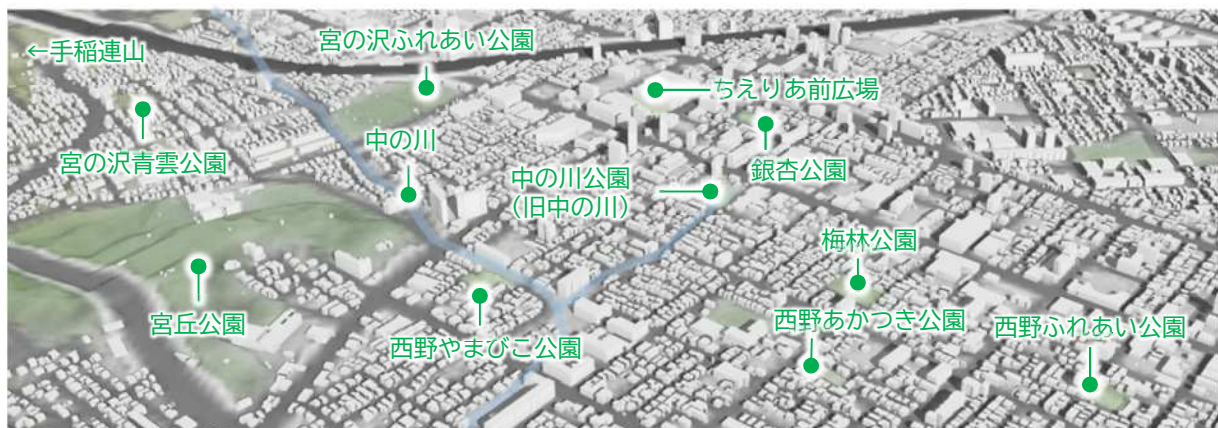 ←手稲連山
宮の沢ふれあい公園
ちえりあ前広場
宮の沢青雲公園
中の川
中の川公園
（旧中の川）
銀杏公園
梅林公園
宮丘公園
西野やまびこ公園
西野あかつき公園
西野ふれあい公園